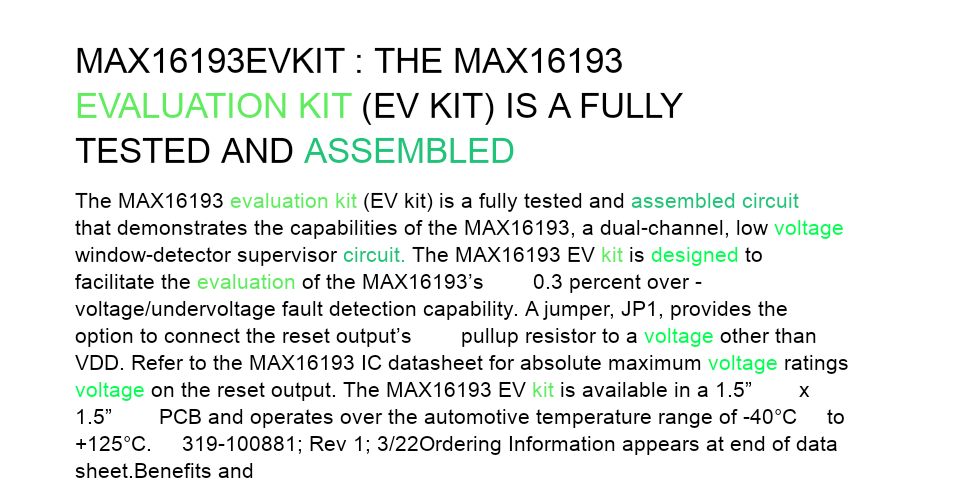 MAX16193EVKIT : THE MAX16193
EVALUATION KIT (EV KIT) IS A FULLY
TESTED AND ASSEMBLED
The MAX16193 evaluation kit (EV kit) is a fully tested and assembled circuit
that demonstrates the capabilities of the MAX16193, a dual-channel, low voltage
window-detector supervisor circuit. The MAX16193 EV kit is designed to
facilitate the evaluation of the MAX16193’s 0.3 percent over -
voltage/undervoltage fault detection capability. A jumper, JP1, provides the
option to connect the reset output’s pullup resistor to a voltage other than
VDD. Refer to the MAX16193 IC datasheet for absolute maximum voltage ratings
voltage on the reset output. The MAX16193 EV kit is available in a 1.5” x
1.5” PCB and operates over the automotive temperature range of -40°C to
+125°C. 319-100881; Rev 1; 3/22Ordering Information appears at end of data
sheet.Benefits and